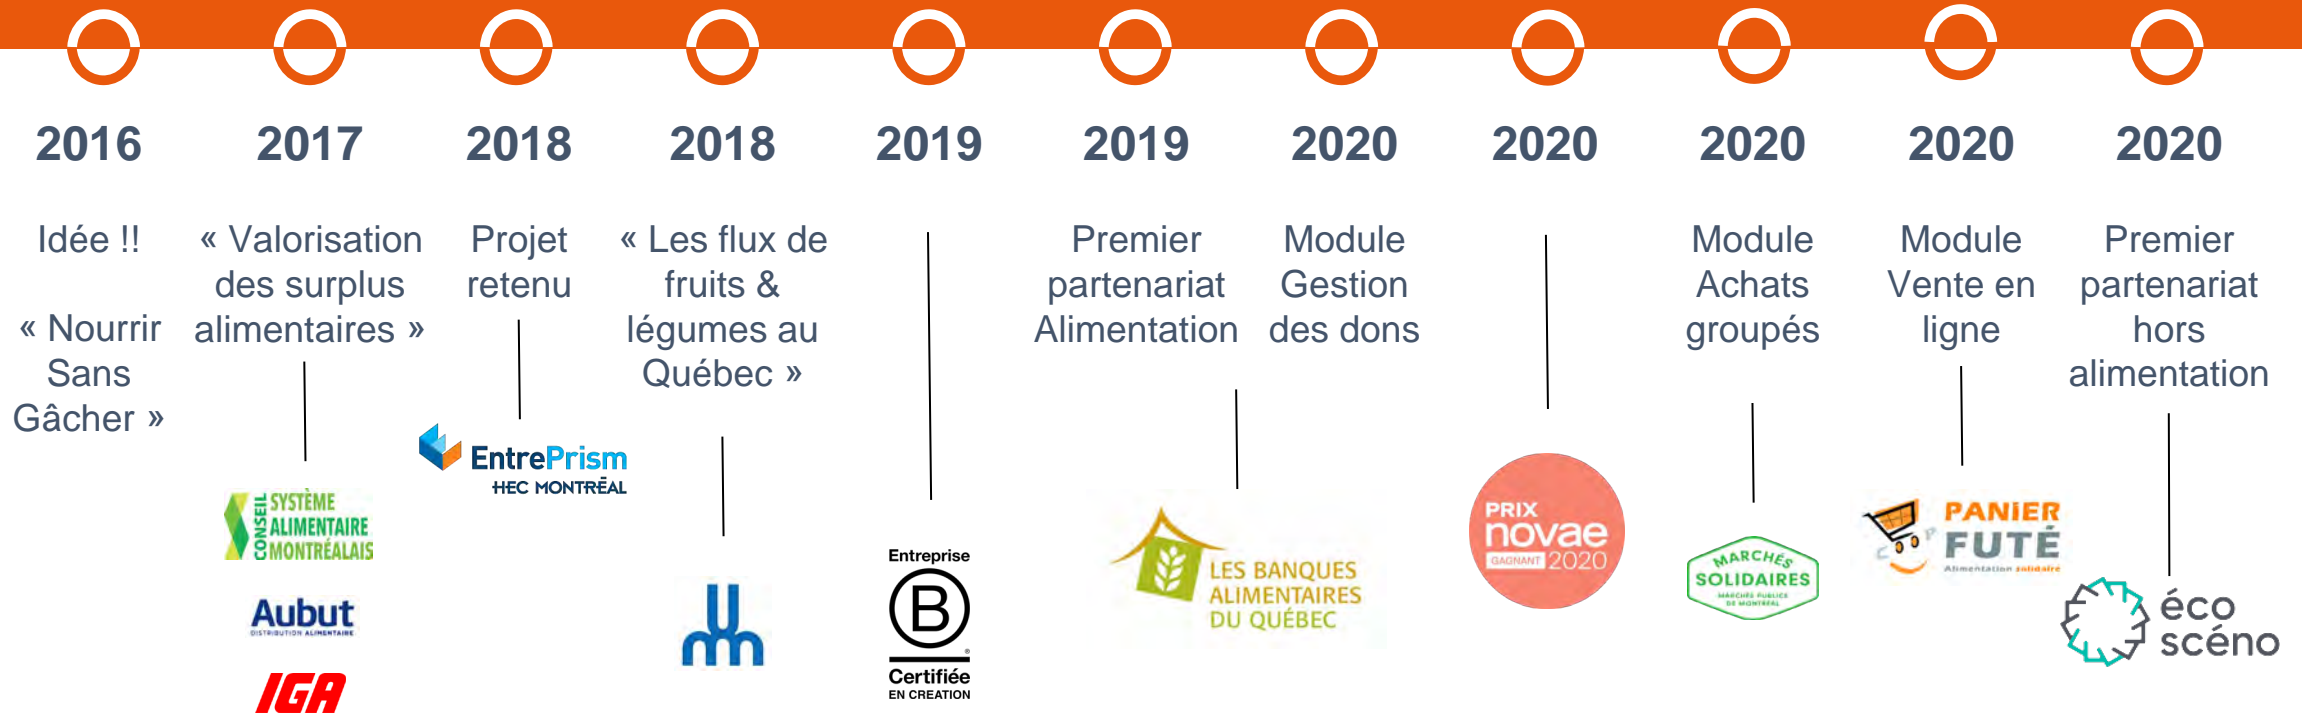 2016
Idée !!
« Nourrir
Sans
Gâcher »
2017
« Valorisation
des surplus
alimentaires »
CONSEIL
SYSTÈME
ALIMENTAIRE
MONTRÉALAIS
Aubut
DISTRIBUTION ALIMENTAIRE
IGA
2018
Projet
retenu
EntrePrism
HEC MONTRĒAL
2018
« Les flux de
fruits &
légumes au
Québec »
2019
Entreprise
B
®
Certifiée
EN CREATION
2019
Premier
partenariat
Alimentation
2020
Module
Gestion
des dons
LES BANQUES
ALIMENTAIRES
DU QUÉBEC
2020
PRIX
novae
GAGNANT 2020
2020
Module
Achats
groupés
MARCHÉS
SOLIDAIRES
MARCHÉS PUBLICS
DE MONTRÉAL
2020
Module
Vente en
ligne
PANIER
FUTÉ
Alimentation solidaire
2020
Premier
partenariat
hors
alimentation
éco
scéno